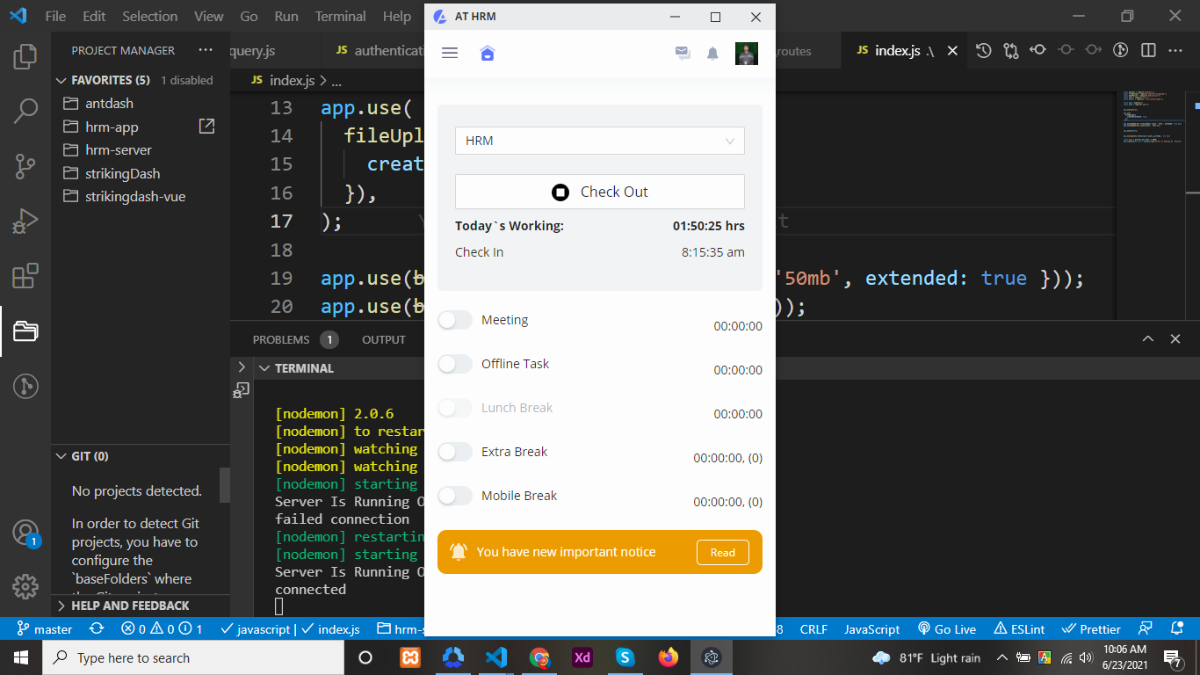 File Edit Selection View Go Run Terminal Help
AT HRM
PROJECT MANAGER
query.js
JS
routes
JS index.js .\
FAVORITES (5) 1 disabled
JS index.js > ...
antdash
hrm-app
hrm-server
strikingDash
strikingdash-vue
13 app.use(
14
15
16 }),
17 );
18
19 app.use( '50mb', extended: true }));
20 app.use( ));
HRM
Check Out
Today`s Working: 01:50:25 hrs
Check In 8:15:35 am
Meeting 00:00:00
Offline Task 00:00:00
Lunch Break 00:00:00
Extra Break 00:00:00, (0)
Mobile Break 00:00:00, (0)
You have new important notice Read
PROBLEMS 1 OUTPUT
TERMINAL
[nodemon] 2.0.6
[nodemon] to restar
[nodemon] watching
[nodemon] watching
[nodemon] starting
Server Is Running O
failed connection
[nodemon] restartin
[nodemon] starting
Server Is Running O
connected
GIT (0)
No projects detected.
In order to detect Git
projects, you have to
configure the
`baseFolders` where
HELP AND FEEDBACK
1
master 0 0 1 javascript | index.js hrm-s 8 CRLF JavaScript Go Live ESLint Prettier
Type here to search
Xd
81°F Light rain
10:06 AM
6/23/2021
7